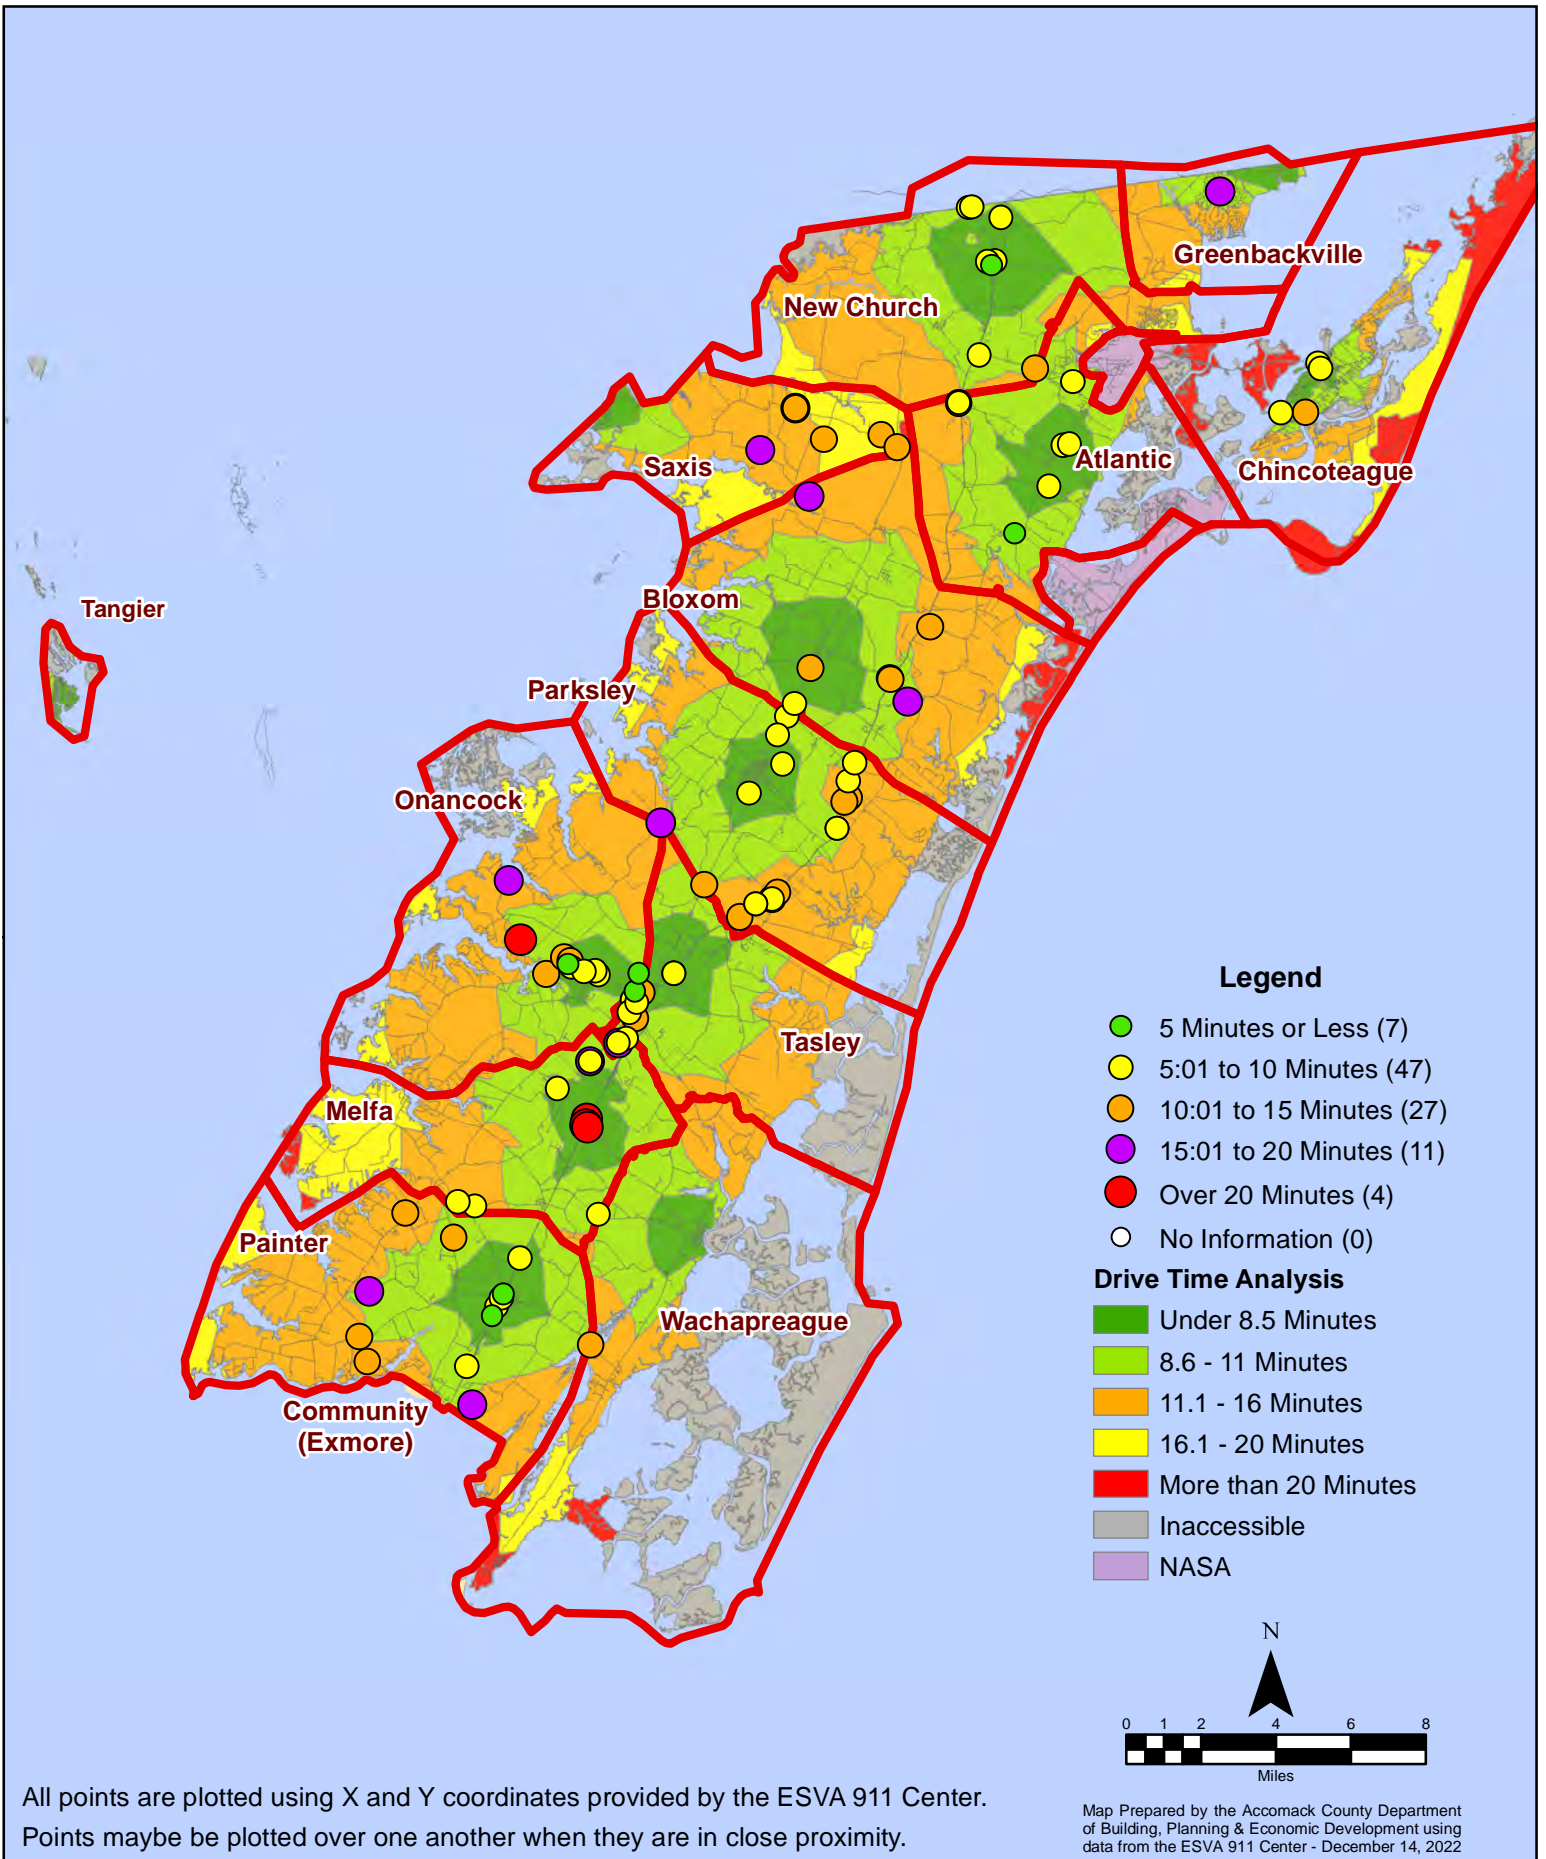 Greenbackville
New Church
Atlantic
Chincoteague
Saxis
Bloxom
Tangier
Parksley
Onancock
Tasley
Melfa
Painter
Wachapreague
Community
(Exmore)
Legend
5 Minutes or Less (7)
5:01 to 10 Minutes (47)
10:01 to 15 Minutes (27)
15:01 to 20 Minutes (11)
Over 20 Minutes (4)
No Information (0)
Drive Time Analysis
Under 8.5 Minutes
8.6 - 11 Minutes
11.1 - 16 Minutes
16.1 - 20 Minutes
More than 20 Minutes
Inaccessible
NASA
N
0 1 2 4 6 8
Miles
All points are plotted using X and Y coordinates provided by the ESVA 911 Center.
Points maybe be plotted over one another when they are in close proximity.
Map Prepared by the Accomack County Department
of Building, Planning & Economic Development using
data from the ESVA 911 Center - December 14, 2022